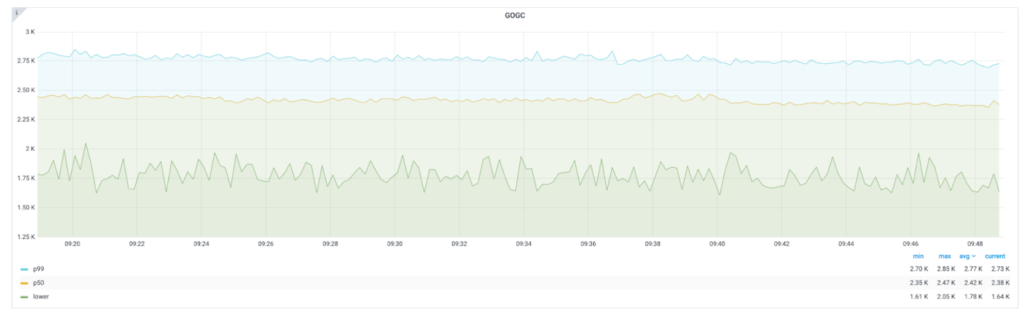 i
GOGC
3 K
2.75 K
2.50 K
2.25 K
2 K
1.75 K
1.50 K
1.25 K
09:20 09:22 09:24 09:26 09:28 09:30 09:32 09:34 09:36 09:38 09:40 09:42 09:44 09:46 09:48
min max avg current
p99 2.70 K 2.85 K 2.77 K 2.73 K
p50 2.35 K 2.47 K 2.42 K 2.38 K
lower 1.61 K 2.05 K 1.78 K 1.64 K